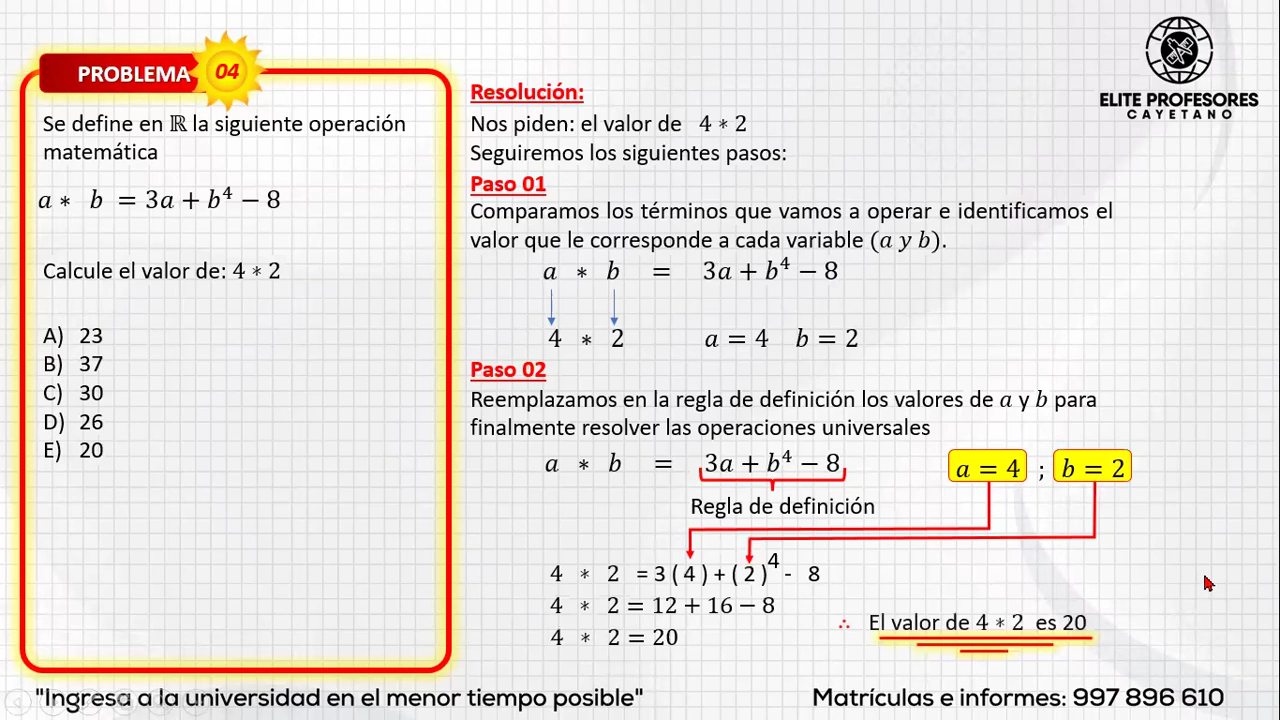 PROBLEMA 04
Se define en ℝ la siguiente operación
matemática
a ∗ b = 3a + b⁴ − 8
Calcule el valor de: 4 ∗ 2
A) 23
B) 37
C) 30
D) 26
E) 20
ELITE PROFESORES
CAYETANO
Resolución:
Nos piden: el valor de 4 ∗ 2
Seguiremos los siguientes pasos:
Paso 01
Comparamos los términos que vamos a operar e identificamos el
valor que le corresponde a cada variable (a y b).
a ∗ b = 3a + b⁴ − 8
4 ∗ 2 a = 4 b = 2
Paso 02
Reemplazamos en la regla de definición los valores de a y b para
finalmente resolver las operaciones universales
a ∗ b = 3a + b⁴ − 8 a = 4 ; b = 2
Regla de definición
4 ∗ 2 = 3 ( 4 ) + ( 2 )⁴ - 8
4 ∗ 2 = 12 + 16 − 8
4 ∗ 2 = 20
∴ El valor de 4 ∗ 2 es 20
"Ingresa a la universidad en el menor tiempo posible"
Matrículas e informes: 997 896 610